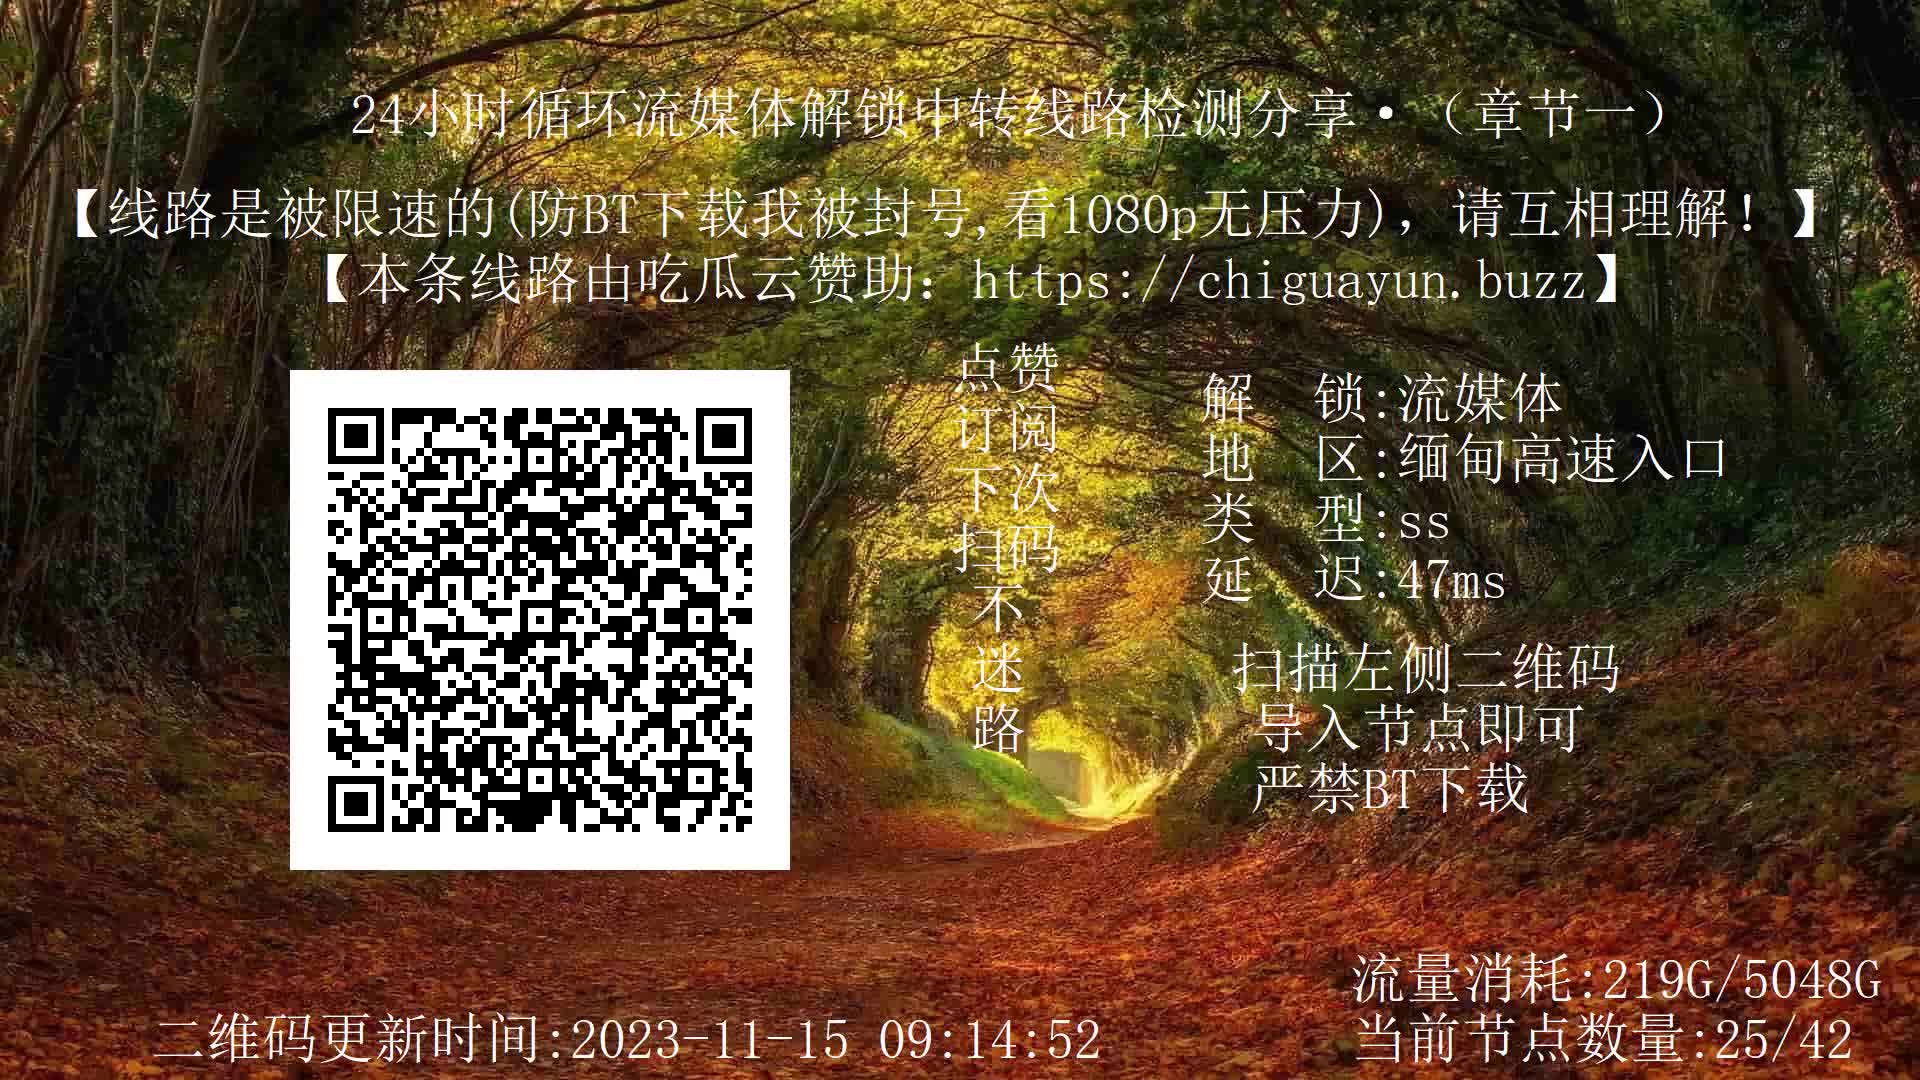 24小时循环流媒体解锁中转线路检测分享·（章节一）
【线路是被限速的(防BT下载我被封号,看1080p无压力)，请互相理解！】
【本条线路由吃瓜云赞助：https://chiguayun.buzz】
点赞
订阅
下次
扫码
不
迷
路
解 锁:流媒体
地 区:缅甸高速入口
类 型:ss
延 迟:47ms
扫描左侧二维码
导入节点即可
严禁BT下载
流量消耗:219G/5048G
二维码更新时间:2023-11-15 09:14:52
当前节点数量:25/42